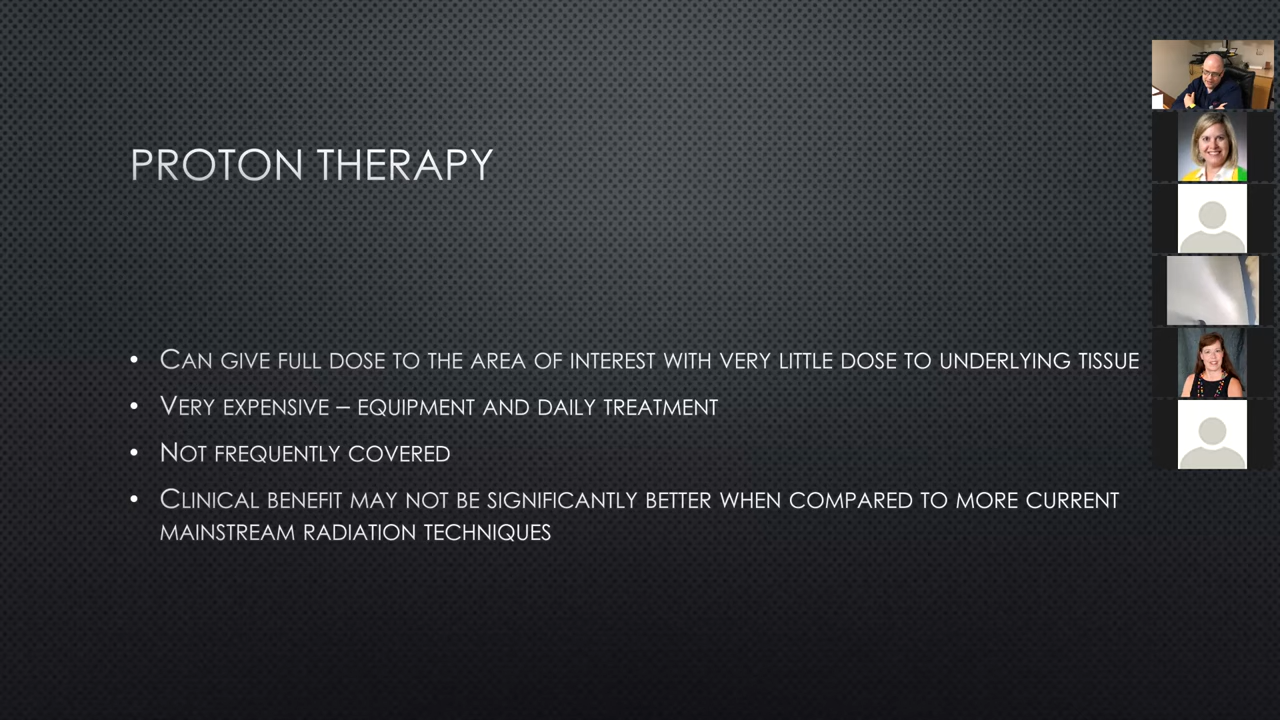 PROTON THERAPY
• CAN GIVE FULL DOSE TO THE AREA OF INTEREST WITH VERY LITTLE DOSE TO UNDERLYING TISSUE
• VERY EXPENSIVE – EQUIPMENT AND DAILY TREATMENT
• NOT FREQUENTLY COVERED
• CLINICAL BENEFIT MAY NOT BE SIGNIFICANTLY BETTER WHEN COMPARED TO MORE CURRENT
MAINSTREAM RADIATION TECHNIQUES